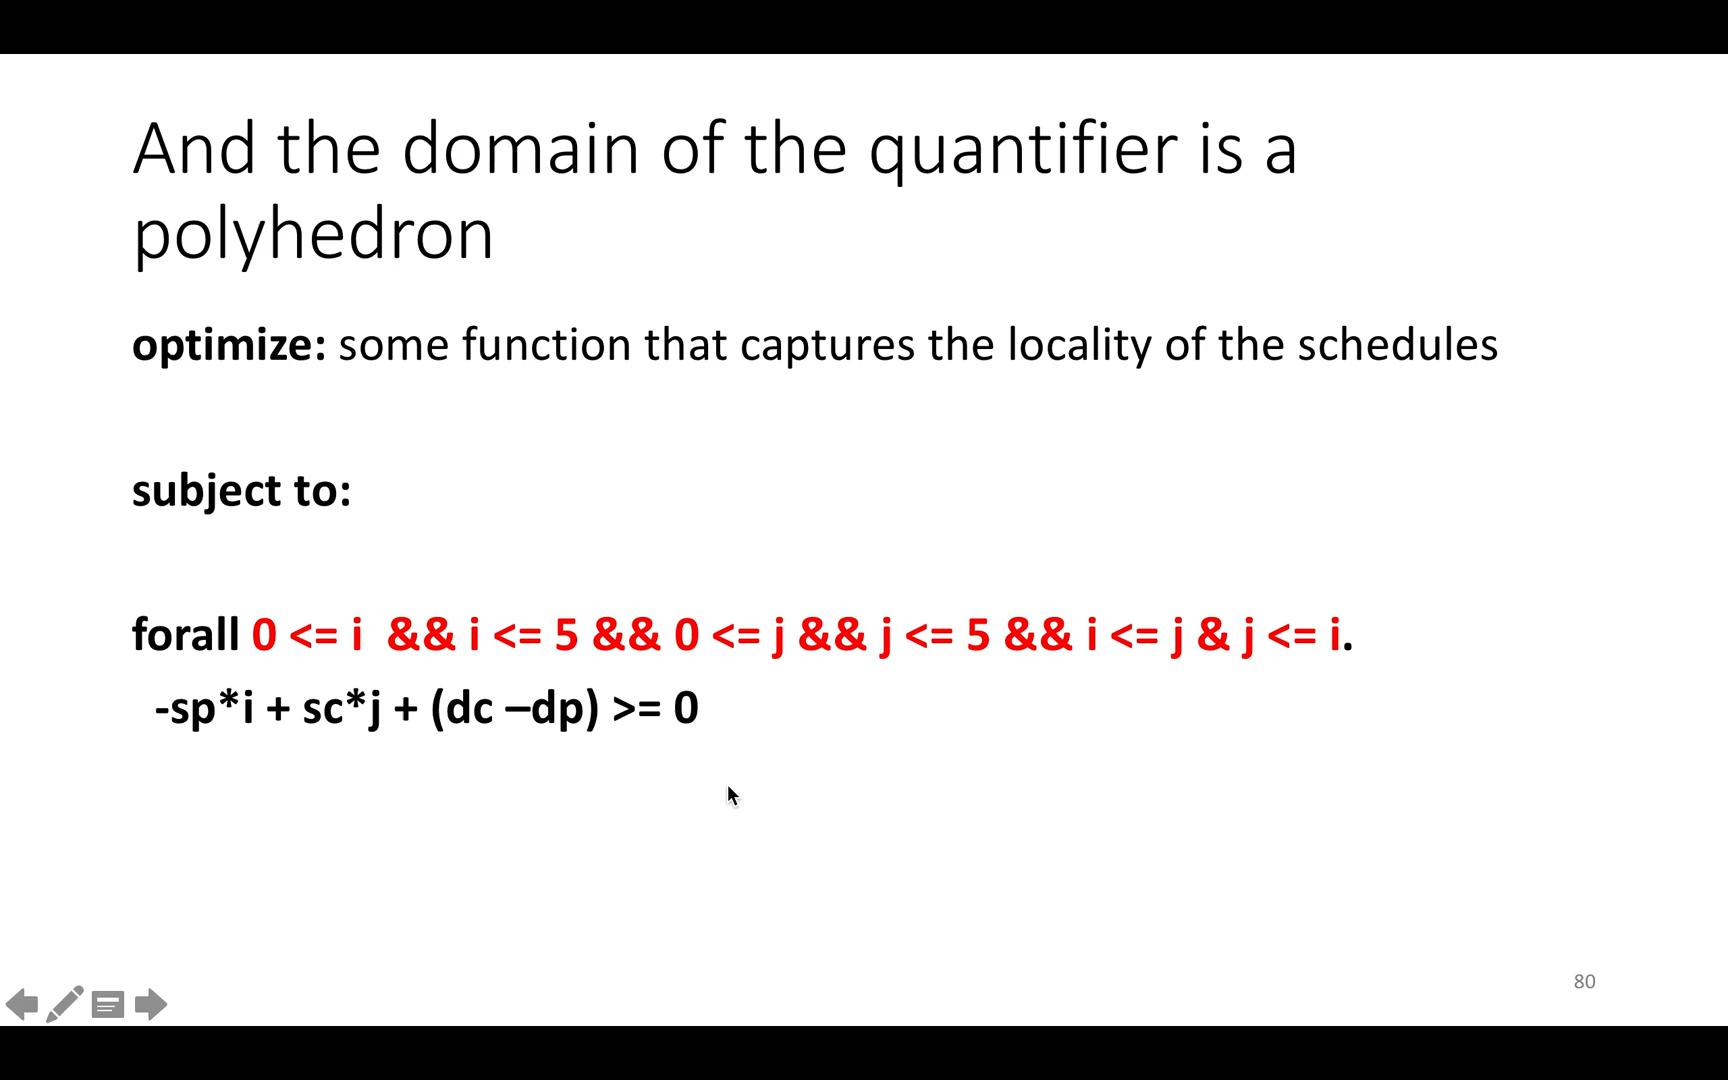 And the domain of the quantifier is a
polyhedron
optimize: some function that captures the locality of the schedules
subject to:
forall 0 <= i  && i <= 5 && 0 <= j && j <= 5 && i <= j & j <= i.
-sp*i + sc*j + (dc –dp) >= 0
80